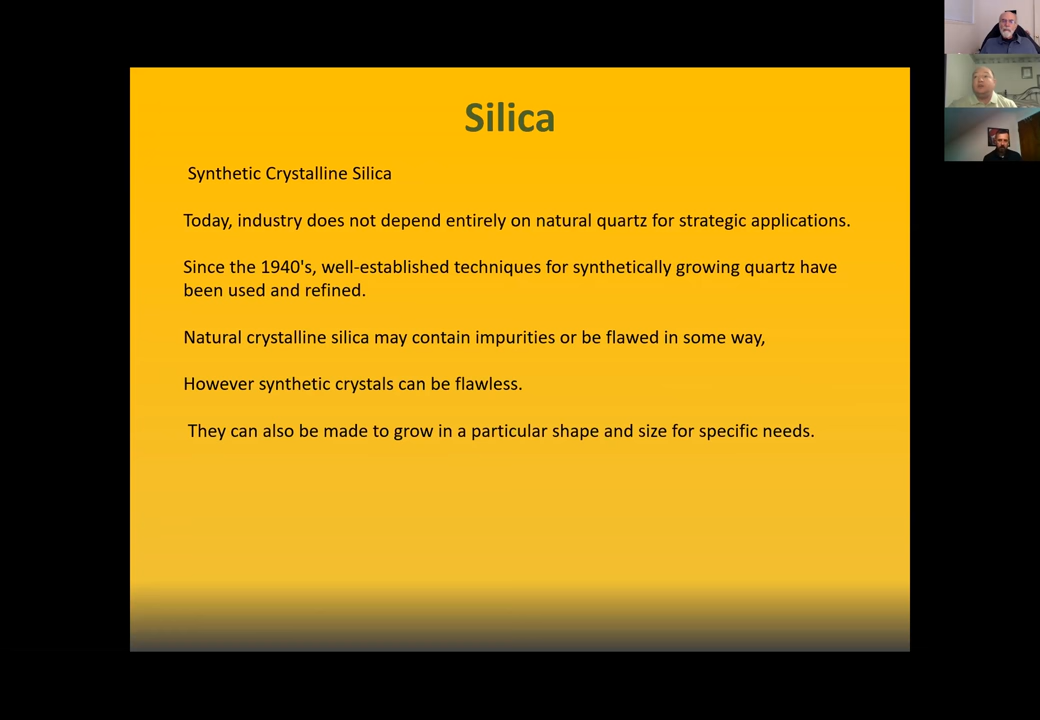 Silica
Synthetic Crystalline Silica
Today, industry does not depend entirely on natural quartz for strategic applications.
Since the 1940's, well-established techniques for synthetically growing quartz have
been used and refined.
Natural crystalline silica may contain impurities or be flawed in some way,
However synthetic crystals can be flawless.
They can also be made to grow in a particular shape and size for specific needs.